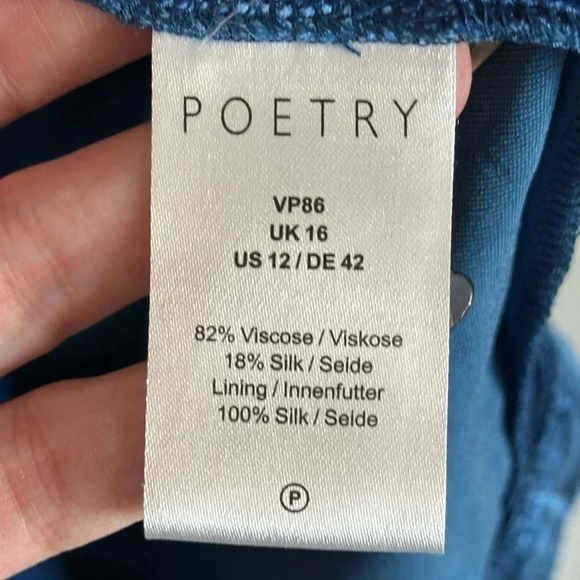 POETRY
VP86
UK 16
US 12 / DE 42
82% Viscose / Viskose
18% Silk / Seide
Lining / Innenfutter
100% Silk / Seide
P